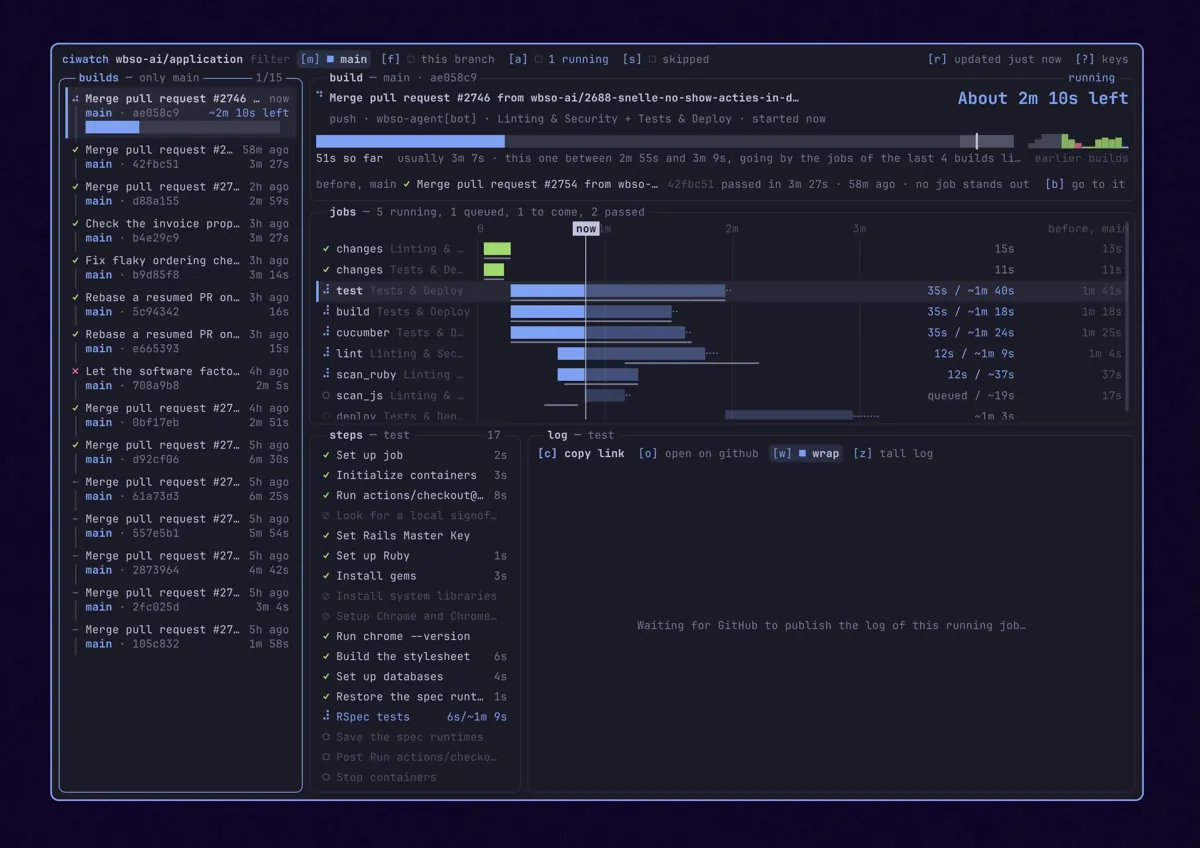 ciwatch wbso-ai/application filter [m] ■ main [f] □ this branch [a] □ 1 running [s] □ skipped [r] updated just now [?] keys
builds — only main 1/15
Merge pull request #2746 … now
main · ae058c9 ~2m 10s left
✓ Merge pull request #2… 58m ago
main · 42fbc51 3m 27s
✓ Merge pull request #27… 2h ago
main · d88a155 2m 59s
✓ Check the invoice prop… 3h ago
main · b4e29c9 3m 27s
✓ Fix flaky ordering che… 3h ago
main · b9d85f8 3m 14s
✓ Rebase a resumed PR on… 3h ago
main · 5c94342 16s
✓ Rebase a resumed PR on… 3h ago
main · e665393 15s
✕ Let the software facto… 4h ago
main · 708a9b8 2m 5s
✓ Merge pull request #27… 4h ago
main · 0bf17eb 2m 51s
✓ Merge pull request #27… 5h ago
main · d92cf06 6m 30s
– Merge pull request #27… 5h ago
main · 61a73d3 6m 25s
– Merge pull request #27… 5h ago
main · 557e5b1 5m 54s
– Merge pull request #27… 5h ago
main · 2873964 4m 42s
– Merge pull request #27… 5h ago
main · 2fc025d 3m 4s
– Merge pull request #27… 5h ago
main · 105c832 1m 58s
build — main · ae058c9 running
Merge pull request #2746 from wbso-ai/2688-snelle-no-show-acties-in-d… About 2m 10s left
push · wbso-agent[bot] · Linting & Security + Tests & Deploy · started now
51s so far usually 3m 7s · this one between 2m 55s and 3m 9s, going by the jobs of the last 4 builds li… earlier builds
before, main ✓ Merge pull request #2754 from wbso-… 42fbc51 passed in 3m 27s · 58m ago · no job stands out [b] go to it
jobs — 5 running, 1 queued, 1 to come, 2 passed
0 now 2m 3m before, main
✓ changes Linting & … 15s 13s
✓ changes Tests & De… 11s 11s
test Tests & Deploy 35s / ~1m 40s 1m 41s
build Tests & Deploy 35s / ~1m 18s 1m 18s
cucumber Tests & D… 35s / ~1m 24s 1m 25s
lint Linting & Sec… 12s / ~1m 9s 1m 4s
scan_ruby Linting … 12s / ~37s 37s
scan_js Linting & … queued / ~19s 17s
deploy Tests & Dep… ~1m 3s
steps — test 17
✓ Set up job 2s
✓ Initialize containers 3s
✓ Run actions/checkout@… 8s
Look for a local signof…
✓ Set Rails Master Key
✓ Set up Ruby 1s
✓ Install gems 3s
Install system libraries
Setup Chrome and Chrome…
✓ Run chrome --version
✓ Build the stylesheet 6s
✓ Set up databases 4s
✓ Restore the spec runt… 1s
RSpec tests 6s/~1m 9s
Save the spec runtimes
Post Run actions/checko…
Stop containers
log — test
[c] copy link [o] open on github [w] ■ wrap [z] tall log
Waiting for GitHub to publish the log of this running job…